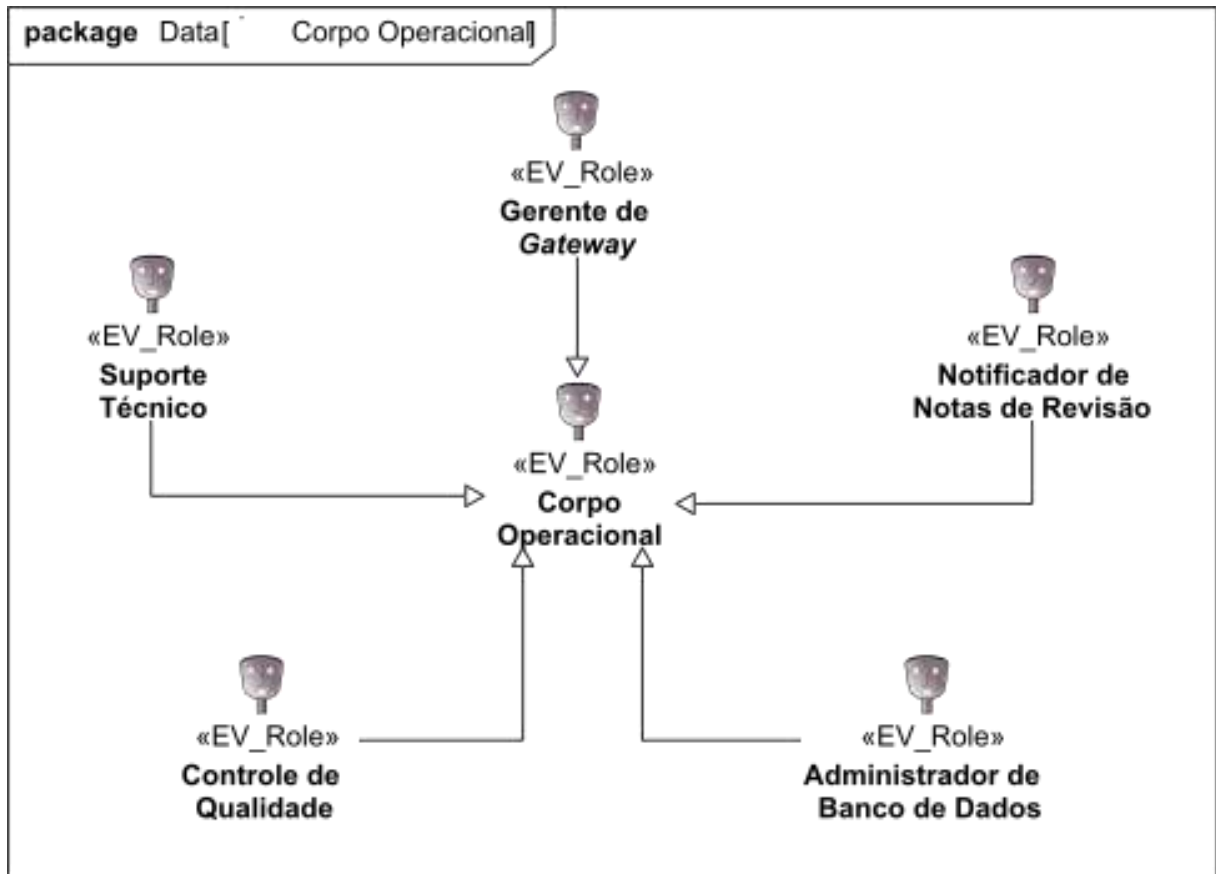 package Data[ Corpo Operacional]
«EV_Role»
Gerente de
Gateway
«EV_Role»
Suporte
Técnico
«EV_Role»
Notificador de
Notas de Revisão
«EV_Role»
Corpo
Operacional
«EV_Role»
Controle de
Qualidade
«EV_Role»
Administrador de
Banco de Dados